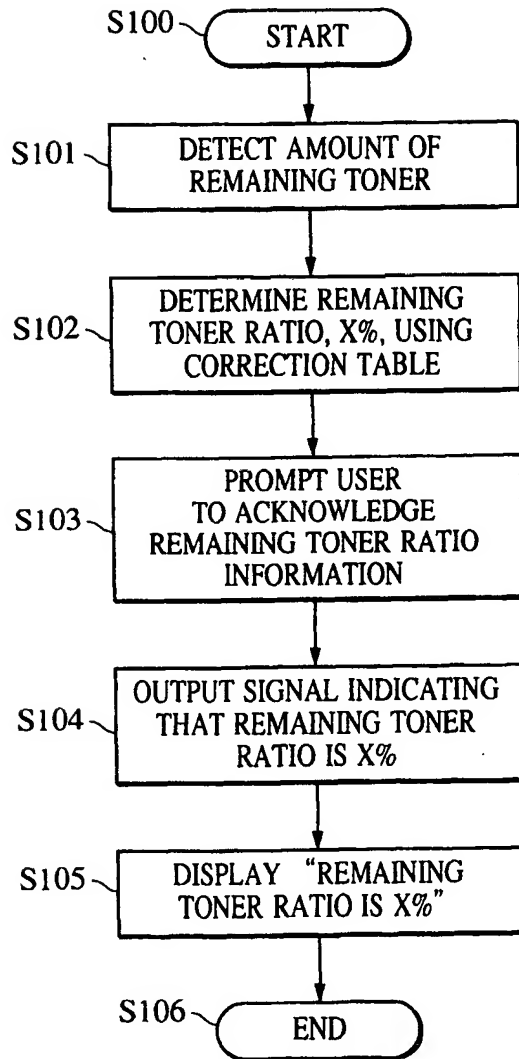 S100
START
S101
DETECT AMOUNT OF
REMAINING TONER
S102
DETERMINE REMAINING
TONER RATIO, X%, USING
CORRECTION TABLE
S103
PROMPT USER
TO ACKNOWLEDGE
REMAINING TONER RATIO
INFORMATION
S104
OUTPUT SIGNAL INDICATING
THAT REMAINING TONER
RATIO IS X%
S105
DISPLAY “REMAINING
TONER RATIO IS X%”
S106
END